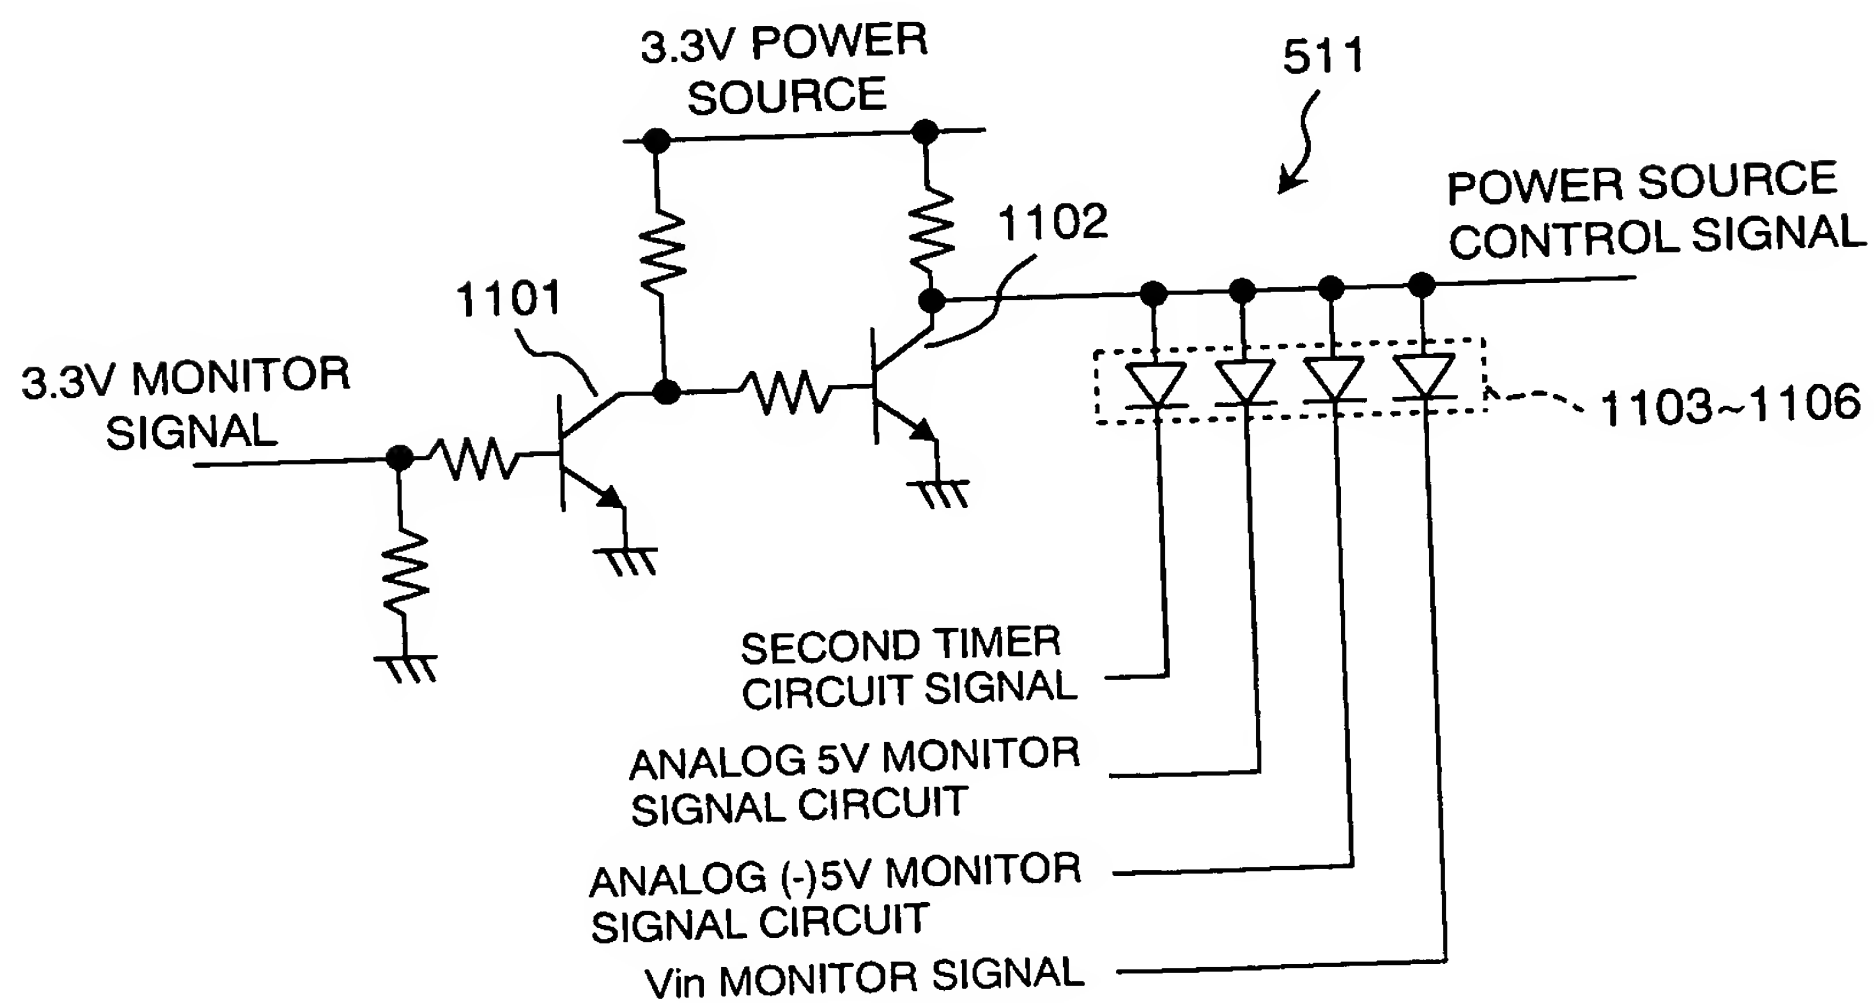 3.3V POWER
SOURCE
511
POWER SOURCE
CONTROL SIGNAL
1102
1101
3.3V MONITOR
SIGNAL
1103~1106
SECOND TIMER
CIRCUIT SIGNAL
ANALOG 5V MONITOR
SIGNAL CIRCUIT
ANALOG (-)5V MONITOR
SIGNAL CIRCUIT
Vin MONITOR SIGNAL